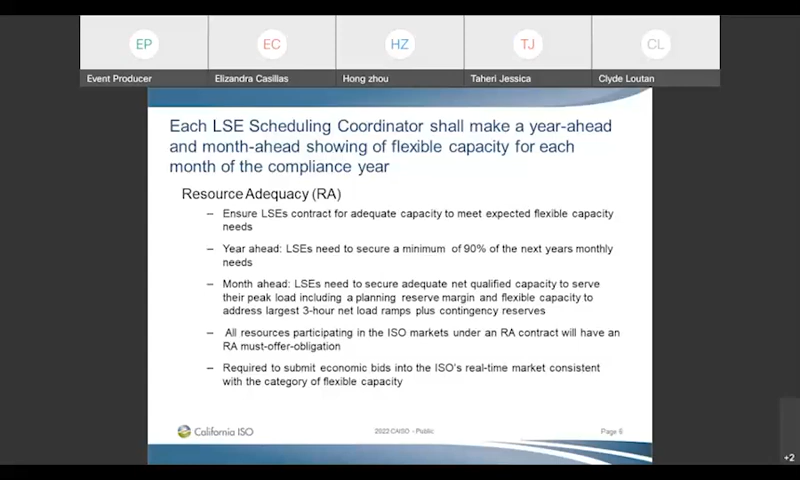 EP
EC
HZ
TJ
CL
Event Producer
Elizandra Casillas
Hong zhou
Taheri Jessica
Clyde Loutan
Each LSE Scheduling Coordinator shall make a year-ahead
and month-ahead showing of flexible capacity for each
month of the compliance year
Resource Adequacy (RA)
– Ensure LSEs contract for adequate capacity to meet expected flexible capacity
needs
– Year ahead: LSEs need to secure a minimum of 90% of the next years monthly
needs
– Month ahead: LSEs need to secure adequate net qualified capacity to serve
their peak load including a planning reserve margin and flexible capacity to
address largest 3-hour net load ramps plus contingency reserves
– All resources participating in the ISO markets under an RA contract will have an
RA must-offer-obligation
– Required to submit economic bids into the ISO's real-time market consistent
with the category of flexible capacity
California ISO
2022 CAISO - Public
Page 6
+2